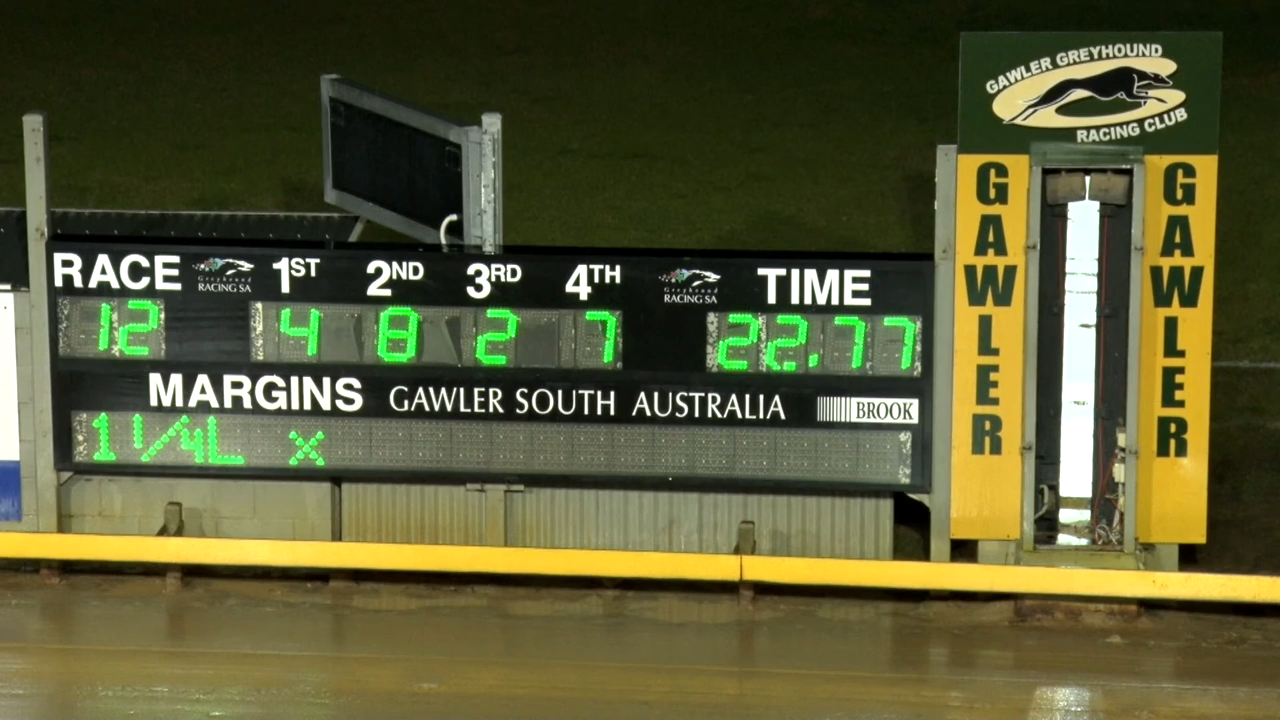 GAWLER GREYHOUND
RACING CLUB
GAWLER
GAWLER
RACE
Greyhound
RACING SA
1ST 2ND 3RD 4TH
Greyhound
RACING SA
TIME
12 4 8 2 7 22.77
MARGINS GAWLER SOUTH AUSTRALIA BROOK
1 1/4L x